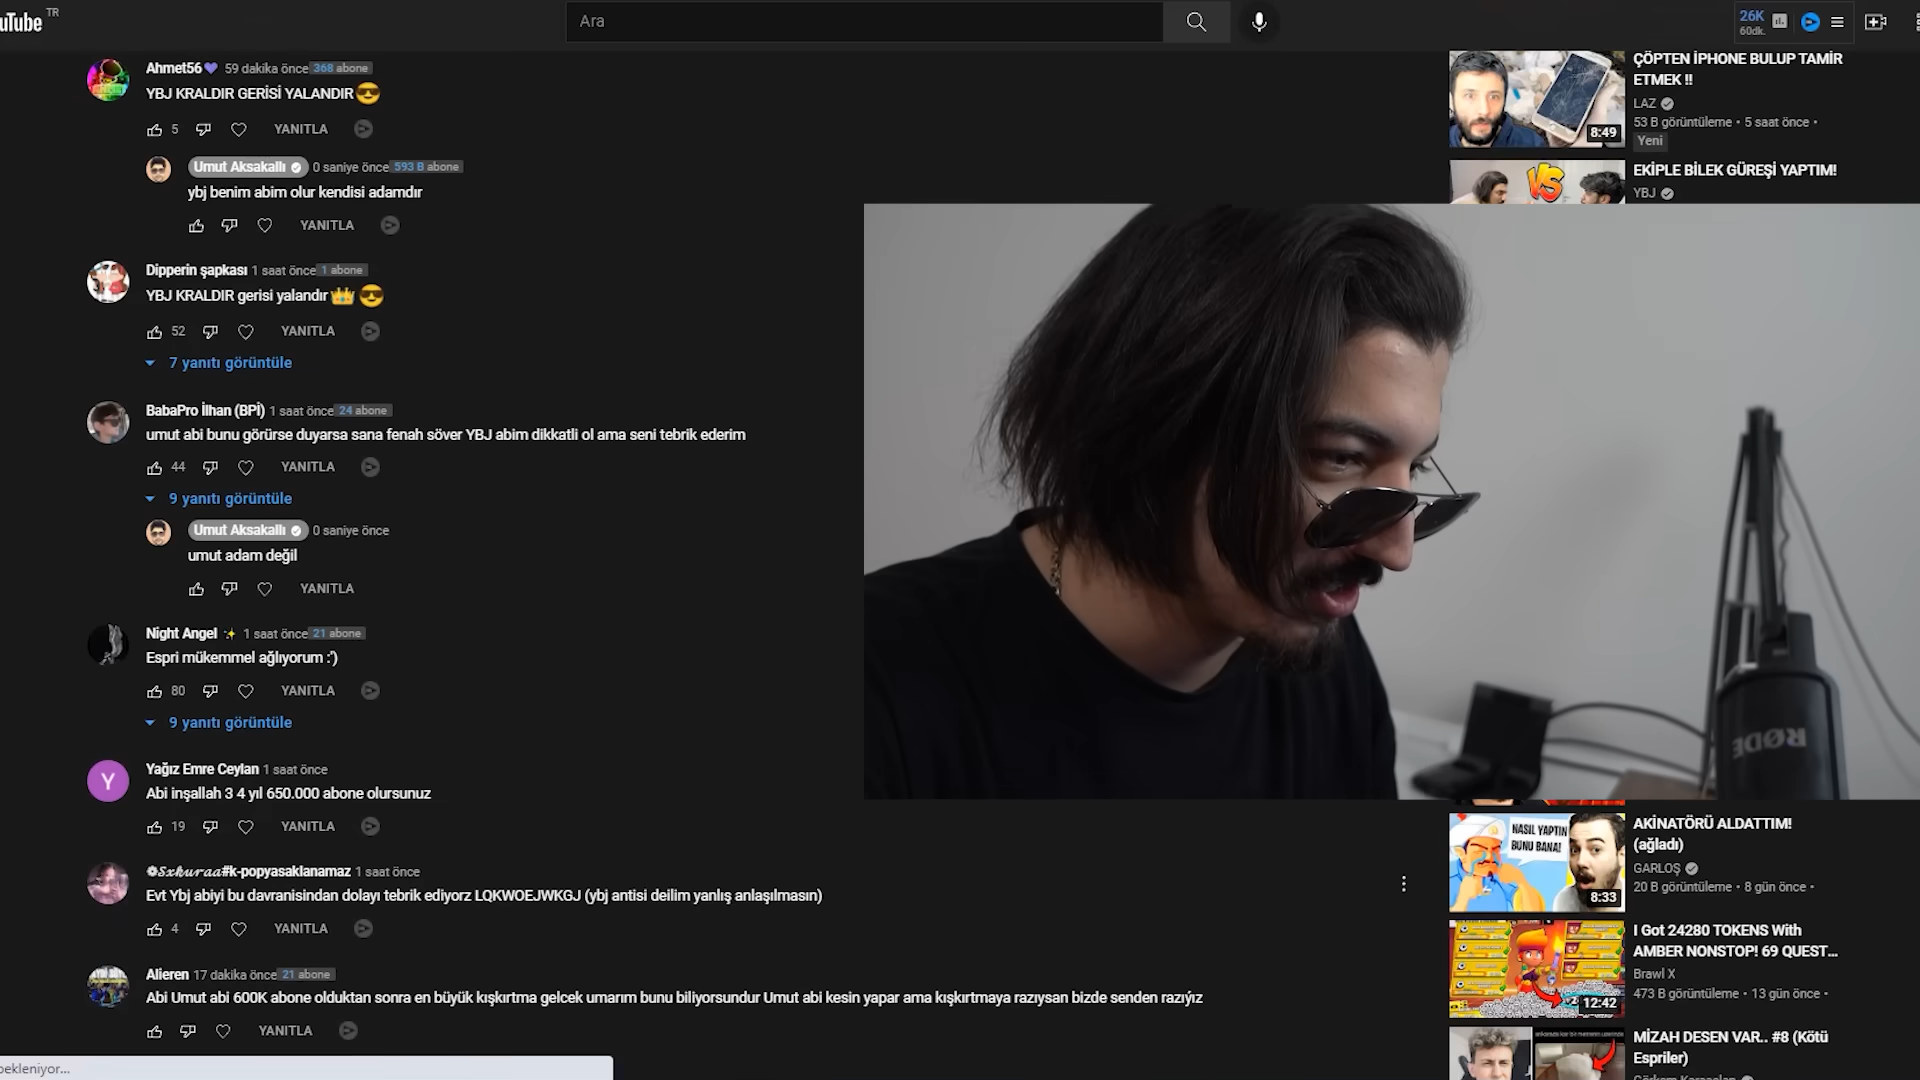 uTube TR
Ara
26K
60dk.
Ahmet56 59 dakika önce 368 abone
YBJ KRALDIR GERİSİ YALANDIR
5 YANITLA
Umut Aksakallı 0 saniye önce 593 B abone
ybj benim abim olur kendisi adamdır
YANITLA
Dipperin şapkası 1 saat önce 1 abone
YBJ KRALDIR gerisi yalandır
52 YANITLA
7 yanıtı görüntüle
BabaPro İlhan (BPİ) 1 saat önce 24 abone
umut abi bunu görürse duyarsa sana fenah söver YBJ abim dikkatli ol ama seni tebrik ederim
44 YANITLA
9 yanıtı görüntüle
Umut Aksakallı 0 saniye önce
umut adam değil
YANITLA
Night Angel 1 saat önce 21 abone
Espri mükemmel ağlıyorum :')
80 YANITLA
9 yanıtı görüntüle
Y
Yağız Emre Ceylan 1 saat önce
Abi inşallah 3 4 yıl 650.000 abone olursunuz
19 YANITLA
❁𝓢𝔁𝓴𝓾𝓻𝓪𝓪#k-popyasaklanamaz 1 saat önce
Evt Ybj abiyi bu davranisindan dolayı tebrik ediyorz LQKWOEJWKGJ (ybj antisi deilim yanlış anlaşılmasın)
4 YANITLA
Alieren 17 dakika önce 21 abone
Abi Umut abi 600K abone olduktan sonra en büyük kışkırtma gelcek umarım bunu biliyorsundur Umut abi kesin yapar ama kışkırtmaya razıysan bizde senden razıyız
YANITLA
bekleniyor...
ÇÖPTEN İPHONE BULUP TAMİR
ETMEK !!
LAZ
53 B görüntüleme • 5 saat önce •
Yeni
8:49
VS
EKİPLE BİLEK GÜREŞİ YAPTIM!
YBJ
RØDE
NASIL YAPTIN
BUNU BANA!
8:33
AKİNATÖRÜ ALDATTIM!
(ağladı)
GARLOŞ
20 B görüntüleme • 8 gün önce •
12:42
I Got 24280 TOKENS With
AMBER NONSTOP! 69 QUEST...
Brawl X
473 B görüntüleme • 13 gün önce •
MİZAH DESEN VAR.. #8 (Kötü
Espriler)